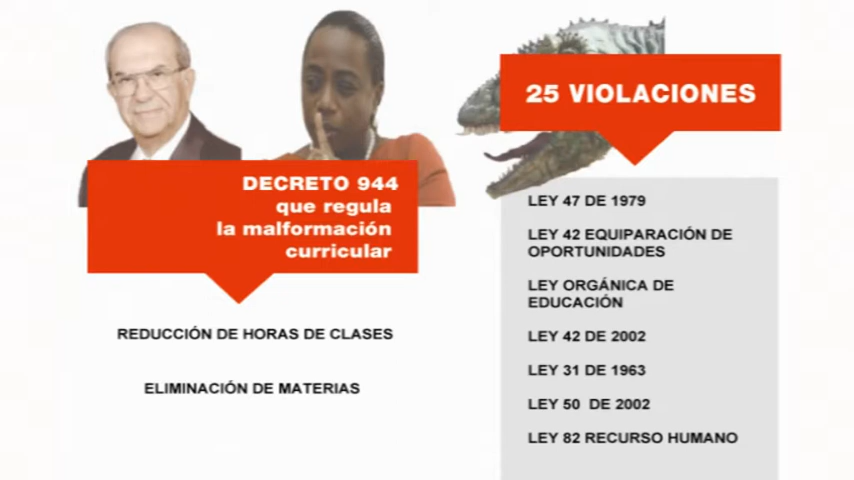 DECRETO 944
que regula
la malformación
curricular
REDUCCIÓN DE HORAS DE CLASES
ELIMINACIÓN DE MATERIAS
25 VIOLACIONES
LEY 47 DE 1979
LEY 42 EQUIPARACIÓN DE
OPORTUNIDADES
LEY ORGÁNICA DE
EDUCACIÓN
LEY 42 DE 2002
LEY 31 DE 1963
LEY 50 DE 2002
LEY 82 RECURSO HUMANO